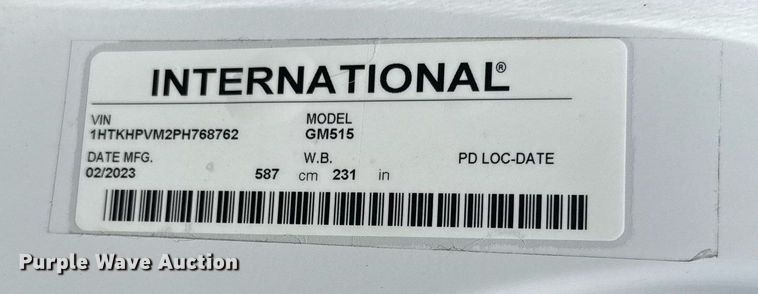 INTERNATIONAL®
VIN MODEL
1HTKHPVM2PH768762 GM515
DATE MFG. W.B. PD LOC-DATE
02/2023 587 cm 231 in
Purple Wave Auction